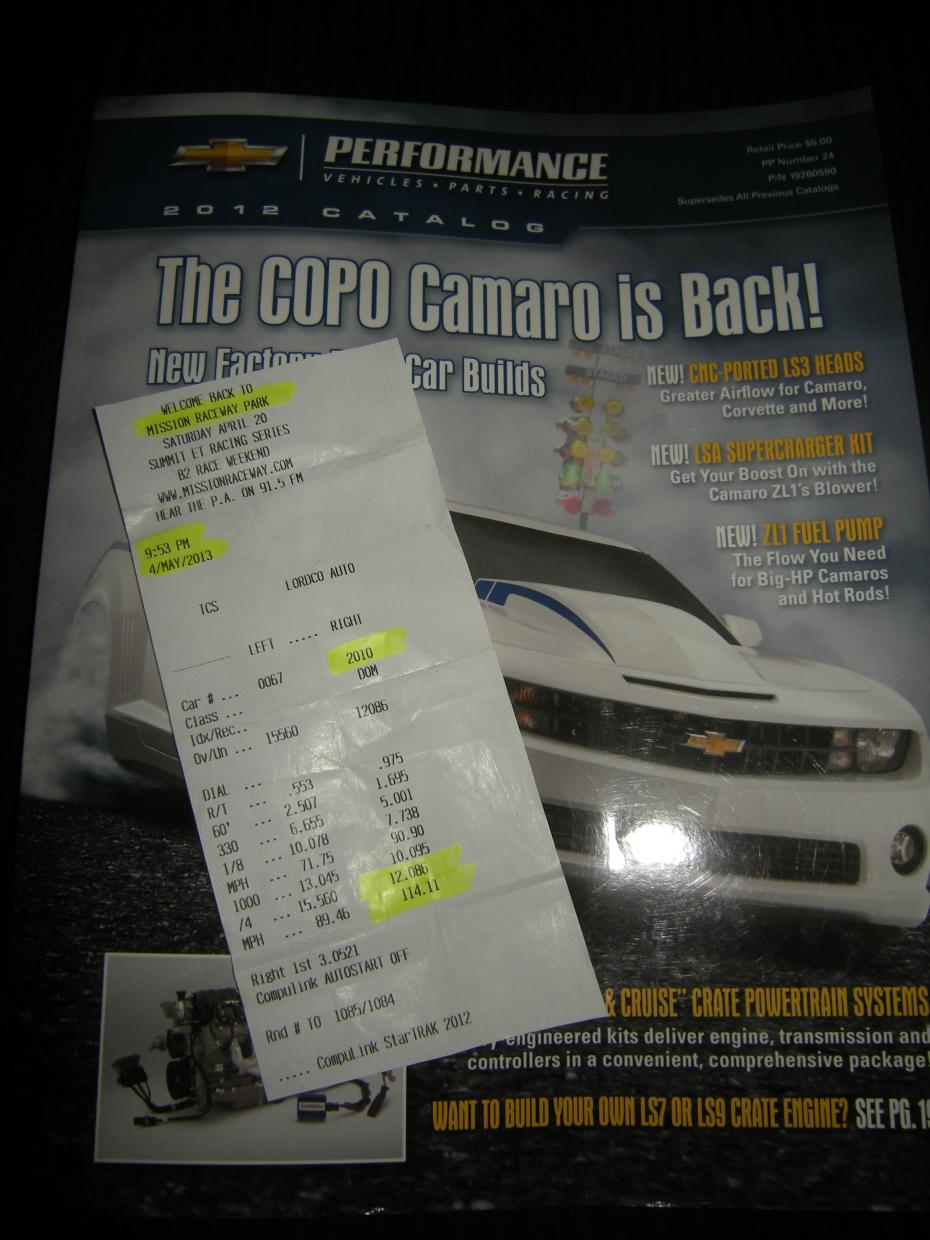 PERFORMANCE
VEHICLES • PARTS • RACING
2012 CATALOG
Retail Price $5.00
PP Number 24
P/N 19260590
Supersedes All Previous Catalogs
The COPO Camaro is Back!
New Factory Car Builds
STAGED
NEW! CNC-PORTED LS3 HEADS
Greater Airflow for Camaro,
Corvette and More!
NEW! LSA SUPERCHARGER KIT
Get Your Boost On with the
Camaro ZL1's Blower!
NEW! ZL1 FUEL PUMP
The Flow You Need
for Big-HP Camaros
and Hot Rods!
WELCOME BACK TO
MISSION RACEWAY PARK
SATURDAY APRIL 20
SUMMIT ET RACING SERIES
B2 RACE WEEKEND
WWW.MISSIONRACEWAY.COM
HEAR THE P.A. ON 91.5 FM
9:53 PM
4/MAY/2013
TCS LORDCO AUTO
LEFT ..... RIGHT
Car # ... 0067 2010
Class ... DOM
Idx/Rec..
Ov/Un ... 15560 12086
DIAL ...
R/T ... .553 .975
60' ... 2.507 1.695
330 ... 6.655 5.001
1/8 ... 10.078 7.738
MPH ... 71.75 90.90
1000 ... 13.045 10.095
/4 ... 15.560 12.086
MPH ... 89.46 114.11
Right 1st 3.0521
Compulink AUTOSTART OFF
Rnd # TO 1085/1084
..... CompuLink StarTRAK 2012
& CRUISE" CRATE POWERTRAIN SYSTEMS
engineered kits deliver engine, transmission and
controllers in a convenient, comprehensive package!
WANT TO BUILD YOUR OWN LS7 OR LS9 CRATE ENGINE? SEE PG.